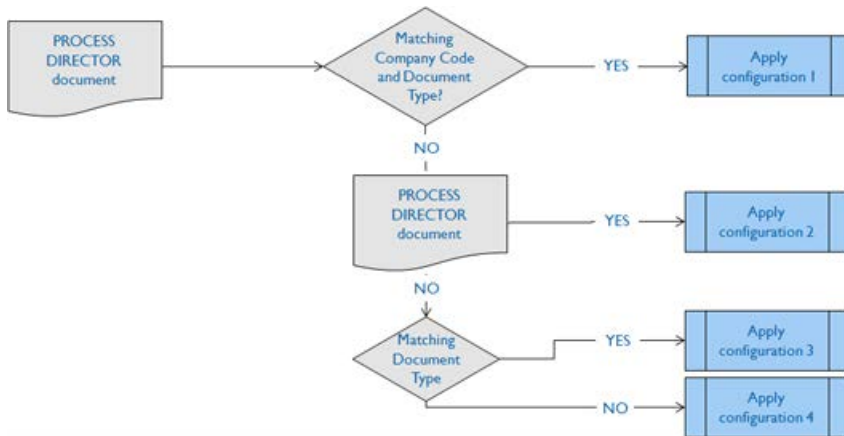 PROCESS
DIRECTOR
document
Matching
Company Code
and Document
Type?
YES
Apply
configuration 1
NO
PROCESS
DIRECTOR
document
YES
Apply
configuration 2
NO
Matching
Document
Type
YES
Apply
configuration 3
NO
Apply
configuration 4